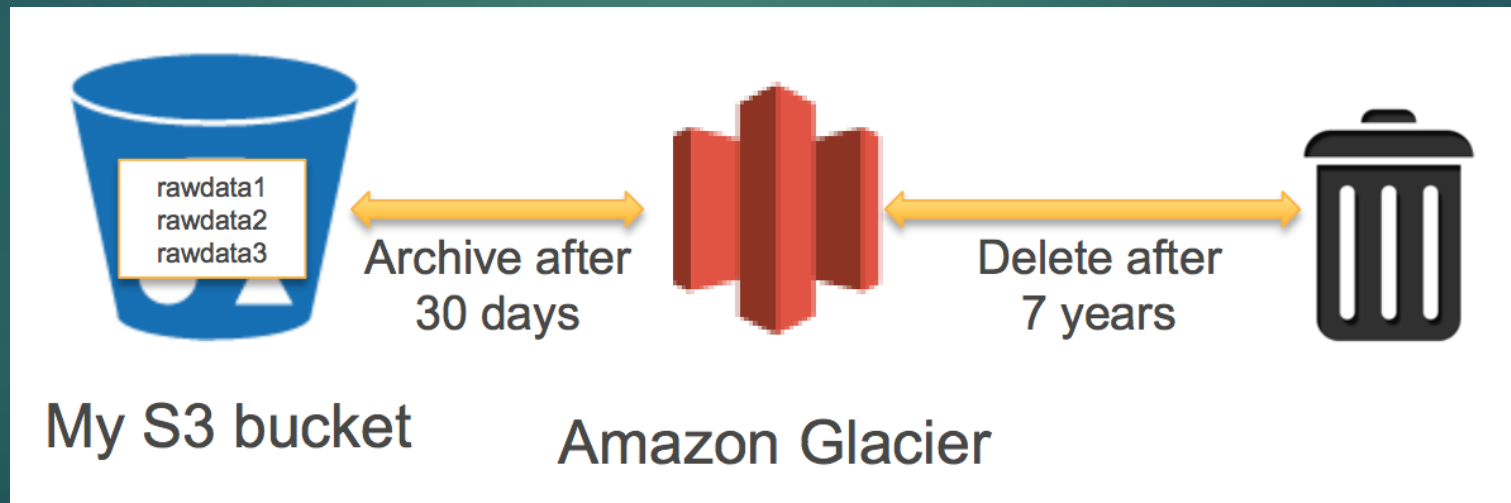 rawdata1
rawdata2
rawdata3
Archive after
30 days
Delete after
7 years
My S3 bucket
Amazon Glacier